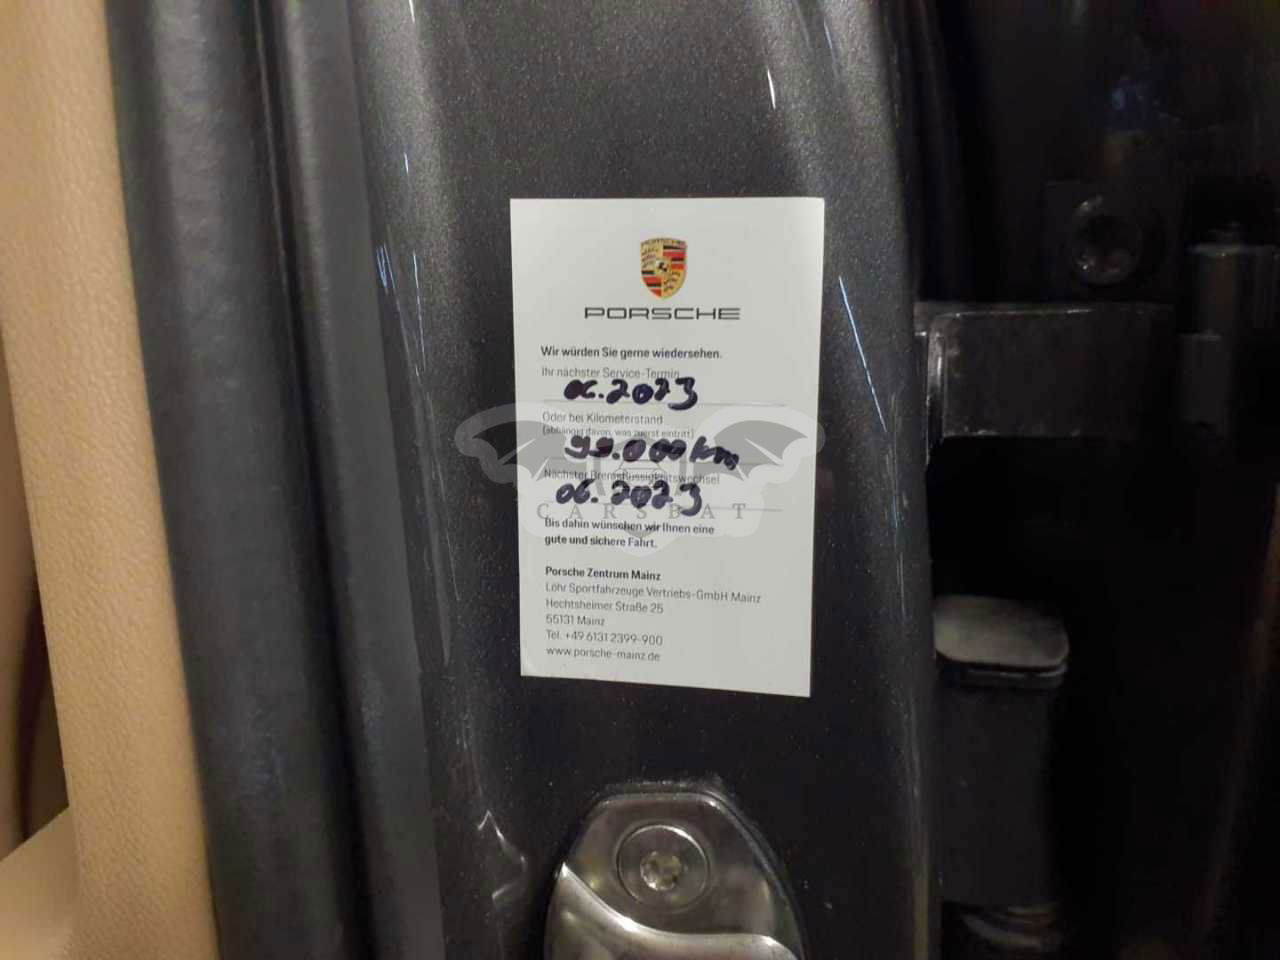 PORSCHE
PORSCHE
Wir würden Sie gerne wiedersehen.
Ihr nächster Service-Termin
06.2023
Oder bei Kilometerstand
(abhängig davon, was zuerst eintritt)
99.000 km
Nächster Bremsflüssigkeitswechsel
06.2023
CARSBAT
Bis dahin wünschen wir Ihnen eine
gute und sichere Fahrt.
Porsche Zentrum Mainz
Löhr Sportfahrzeuge Vertriebs-GmbH Mainz
Hechtsheimer Straße 25
55131 Mainz
Tel. +49 6131 2399-900
www.porsche-mainz.de